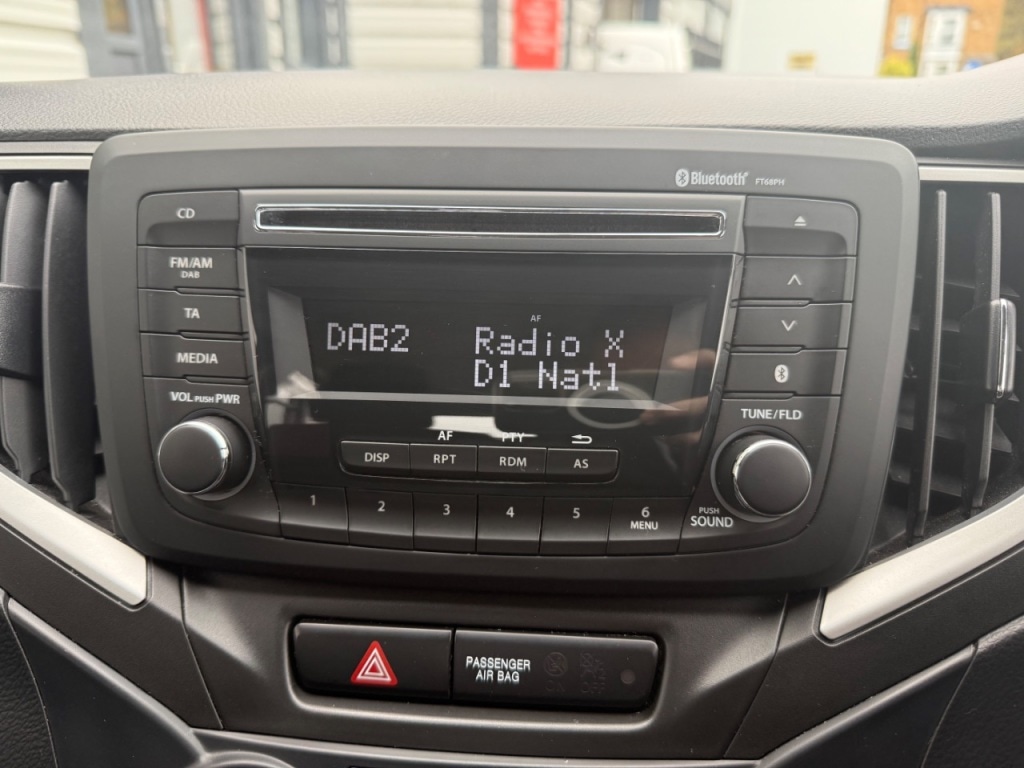 Bluetooth® FT68PH
CD
FM/AM
DAB
TA
MEDIA
VOL PUSH PWR
AF
DAB2 Radio X
D1 Natl
TUNE/FLD
AF PTY
DISP RPT RDM AS
1 2 3 4 5 6
MENU
PUSH
SOUND
PASSENGER
AIR BAG